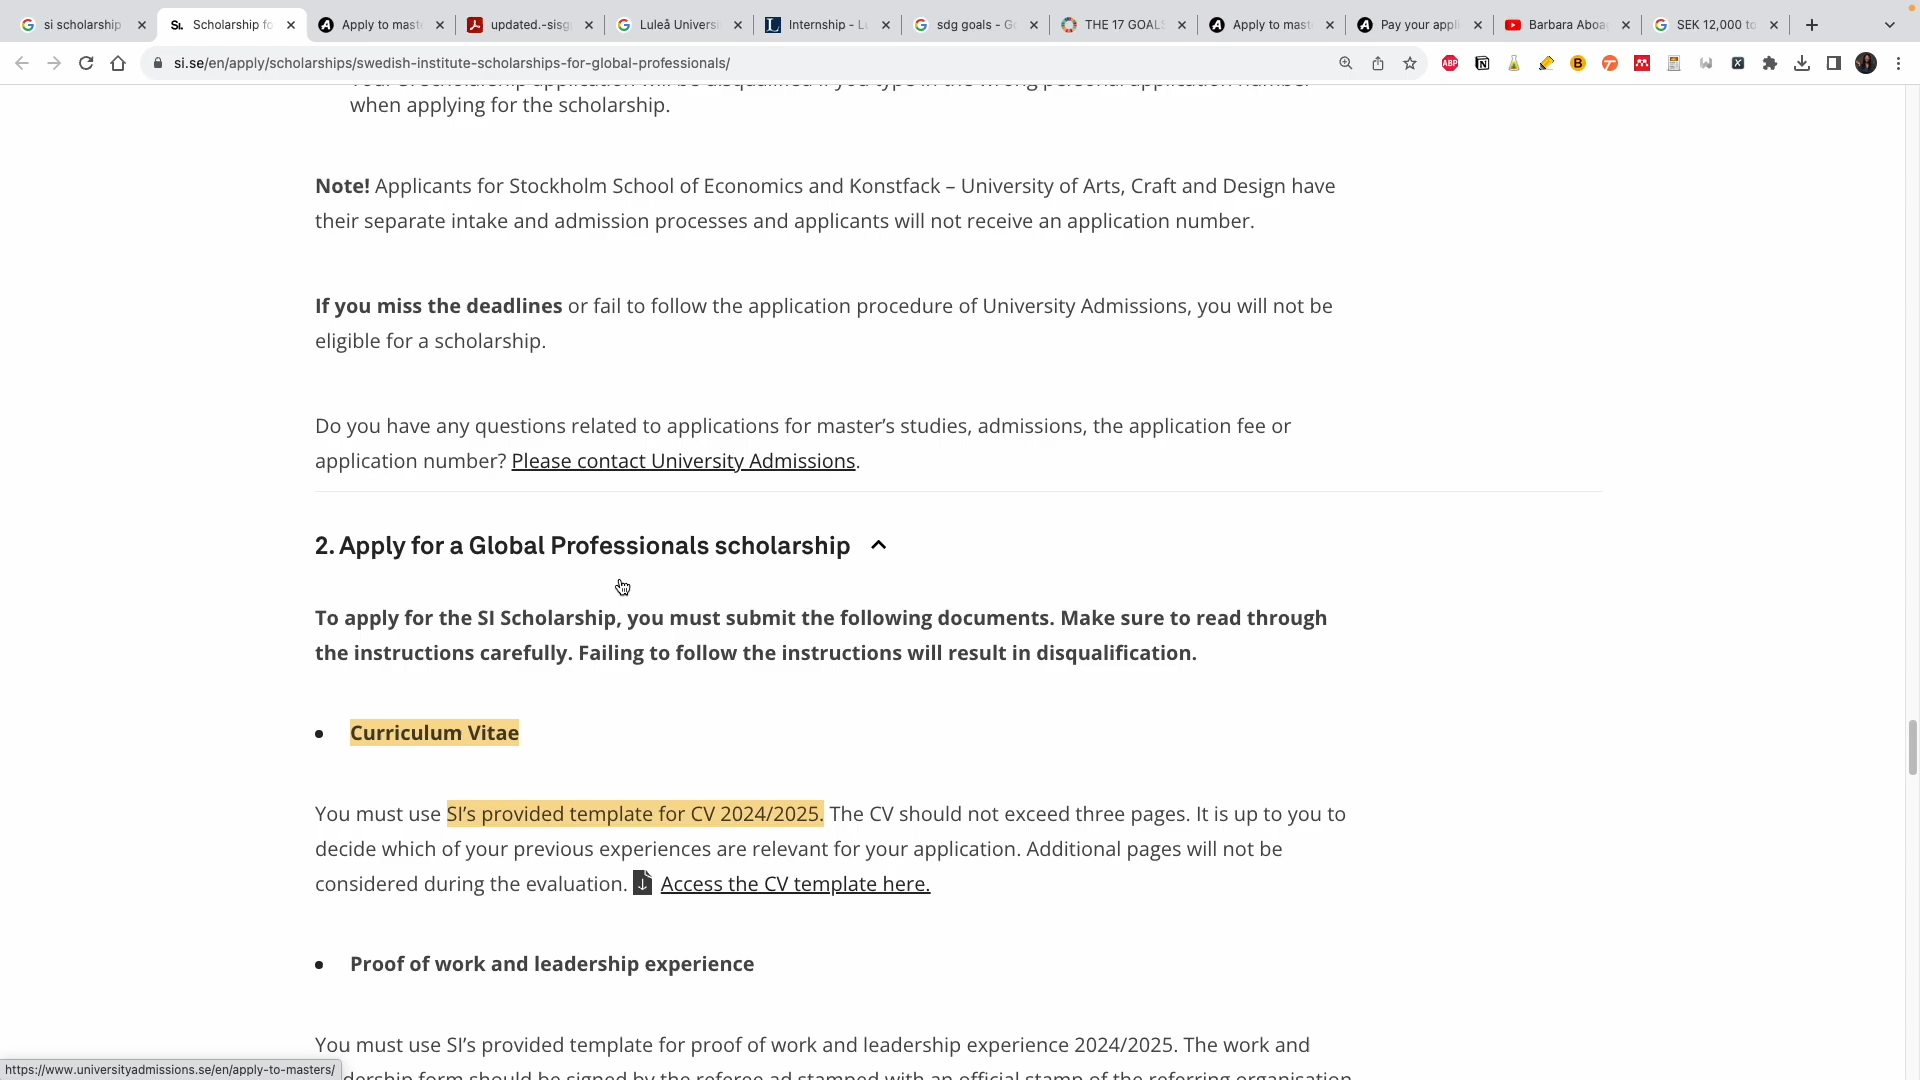 si scholarship
Scholarship fo
Apply to mast
updated.-sisg
Luleå Univers
Internship - L
sdg goals - G
THE 17 GOAL
Apply to mast
Pay your appli
Barbara Aboa
SEK 12,000 to
si.se/en/apply/scholarships/swedish-institute-scholarships-for-global-professionals/
when applying for the scholarship.
Note! Applicants for Stockholm School of Economics and Konstfack – University of Arts, Craft and Design have
their separate intake and admission processes and applicants will not receive an application number.
If you miss the deadlines or fail to follow the application procedure of University Admissions, you will not be
eligible for a scholarship.
Do you have any questions related to applications for master’s studies, admissions, the application fee or
application number? Please contact University Admissions.
2. Apply for a Global Professionals scholarship
To apply for the SI Scholarship, you must submit the following documents. Make sure to read through
the instructions carefully. Failing to follow the instructions will result in disqualification.
• Curriculum Vitae
You must use SI’s provided template for CV 2024/2025. The CV should not exceed three pages. It is up to you to
decide which of your previous experiences are relevant for your application. Additional pages will not be
considered during the evaluation. Access the CV template here.
• Proof of work and leadership experience
You must use SI’s provided template for proof of work and leadership experience 2024/2025. The work and
https://www.universityadmissions.se/en/apply-to-masters/